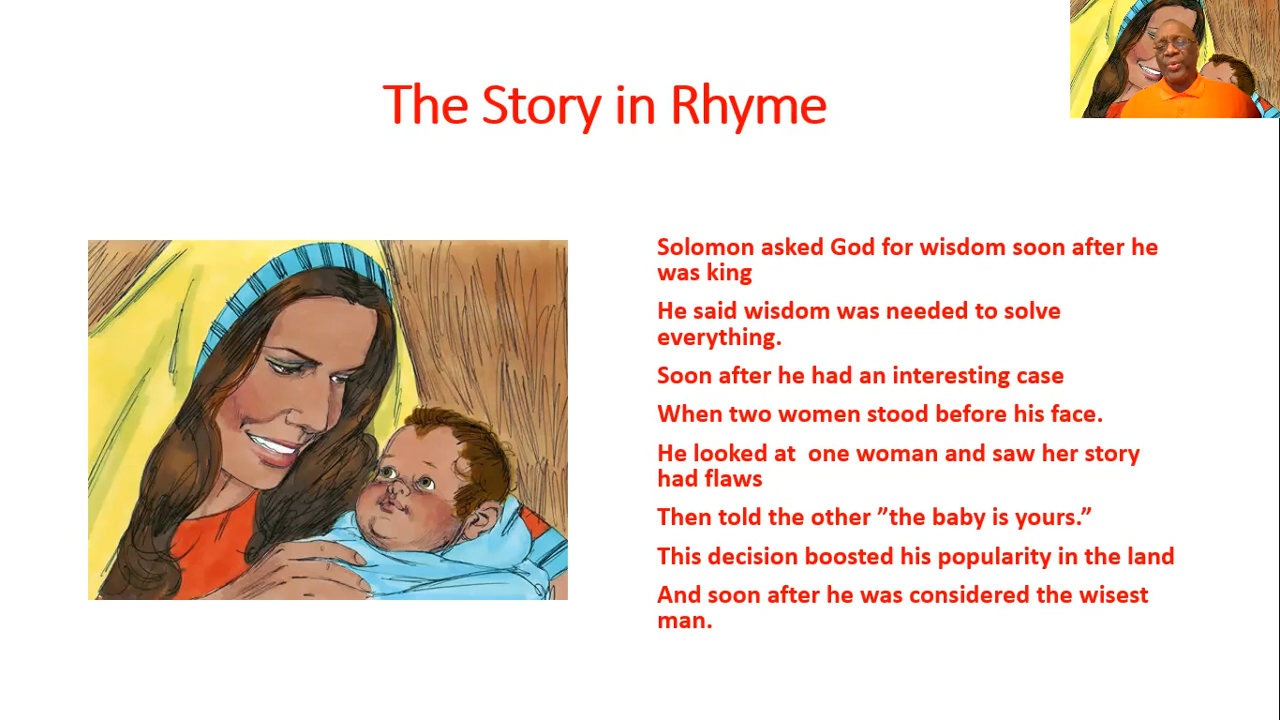 The Story in Rhyme
Solomon asked God for wisdom soon after he
was king
He said wisdom was needed to solve
everything.
Soon after he had an interesting case
When two women stood before his face.
He looked at  one woman and saw her story
had flaws
Then told the other ”the baby is yours.”
This decision boosted his popularity in the land
And soon after he was considered the wisest
man.